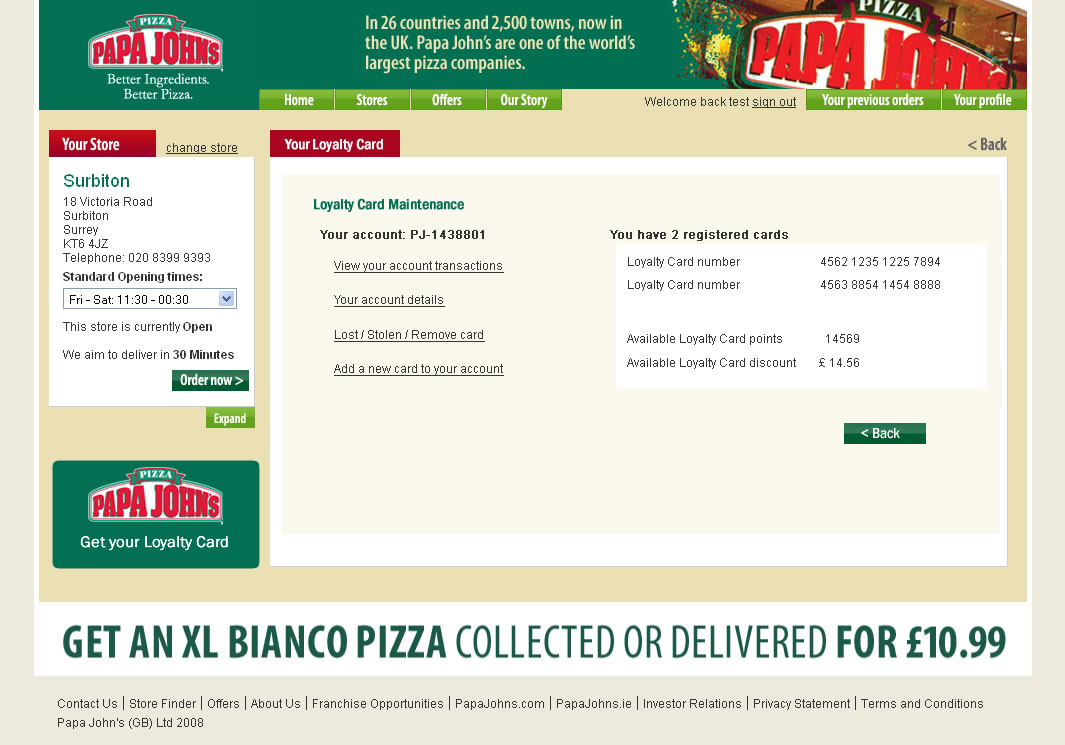 PIZZA
PAPA JOHNS
Better Ingredients.
Better Pizza.
In 26 countries and 2,500 towns, now in
the UK. Papa John's are one of the world's
largest pizza companies.
PIZZA
PAPA JOHNS
Home Stores Offers Our Story
Welcome back test sign out
Your previous orders Your profile
Your Store change store
Surbiton
18 Victoria Road
Surbiton
Surrey
KT6 4JZ
Telephone: 020 8399 9393
Standard Opening times:
Fri - Sat: 11:30 - 00:30
This store is currently Open
We aim to deliver in 30 Minutes
Order now >
Expand
PIZZA
PAPA JOHNS
Get your Loyalty Card
Your Loyalty Card
< Back
Loyalty Card Maintenance
Your account: PJ-1438801
View your account transactions
Your account details
Lost / Stolen / Remove card
Add a new card to your account
You have 2 registered cards
Loyalty Card number 4562 1235 1225 7894
Loyalty Card number 4563 8854 1454 8888
Available Loyalty Card points 14569
Available Loyalty Card discount £ 14.56
< Back
GET AN XL BIANCO PIZZA COLLECTED OR DELIVERED FOR £10.99
Contact Us | Store Finder | Offers | About Us | Franchise Opportunities | PapaJohns.com | PapaJohns.ie | Investor Relations | Privacy Statement | Terms and Conditions
Papa John's (GB) Ltd 2008